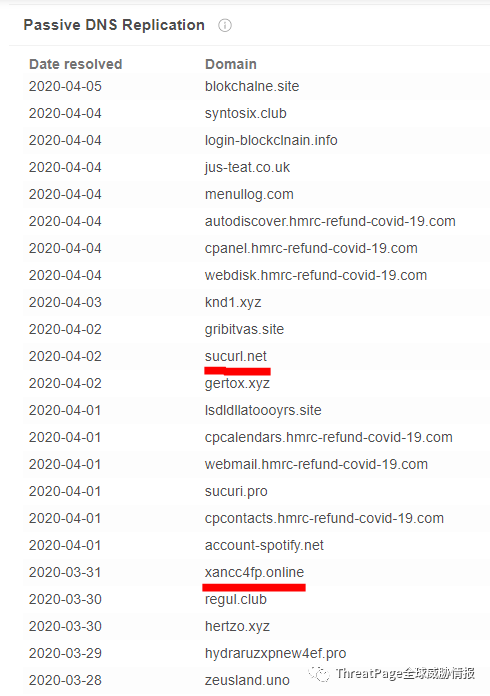 Passive DNS Replication
Date resolved Domain
2020-04-05 blokchalne.site
2020-04-04 syntosix.club
2020-04-04 login-blockclnain.info
2020-04-04 jus-teat.co.uk
2020-04-04 menullog.com
2020-04-04 autodiscover.hmrc-refund-covid-19.com
2020-04-04 cpanel.hmrc-refund-covid-19.com
2020-04-04 webdisk.hmrc-refund-covid-19.com
2020-04-03 knd1.xyz
2020-04-02 gribitvas.site
2020-04-02 sucurl.net
2020-04-02 gertox.xyz
2020-04-01 lsdldllatoooyrs.site
2020-04-01 cpcalendars.hmrc-refund-covid-19.com
2020-04-01 webmail.hmrc-refund-covid-19.com
2020-04-01 sucuri.pro
2020-04-01 cpcontacts.hmrc-refund-covid-19.com
2020-04-01 account-spotify.net
2020-03-31 xancc4fp.online
2020-03-30 regul.club
2020-03-30 hertzo.xyz
2020-03-29 hydraruzxpnew4ef.pro
2020-03-28 zeusland.uno
ThreatPage全球威胁情报